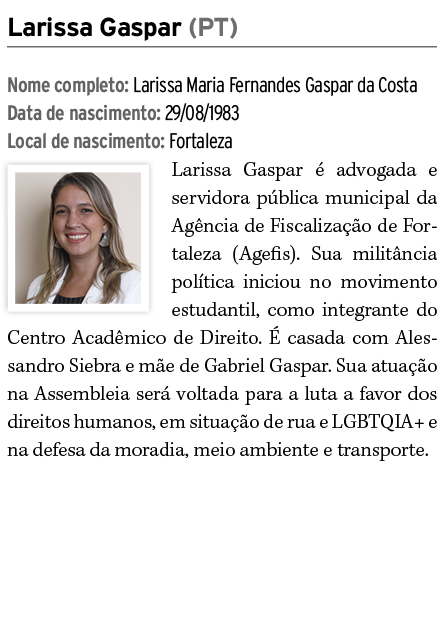 Larissa Gaspar (PT)
Nome completo: Larissa Maria Fernandes Gaspar da Costa
Data de nascimento: 29/08/1983
Local de nascimento: Fortaleza
Larissa Gaspar é advogada e
servidora pública municipal da
Agência de Fiscalização de For-
taleza (Agefis). Sua militância
política iniciou no movimento
estudantil, como integrante do
Centro Acadêmico de Direito. É casada com Ales-
sandro Siebra e mãe de Gabriel Gaspar. Sua atuação
na Assembleia será voltada para a luta a favor dos
direitos humanos, em situação de rua e LGBTQIA+ e
na defesa da moradia, meio ambiente e transporte.